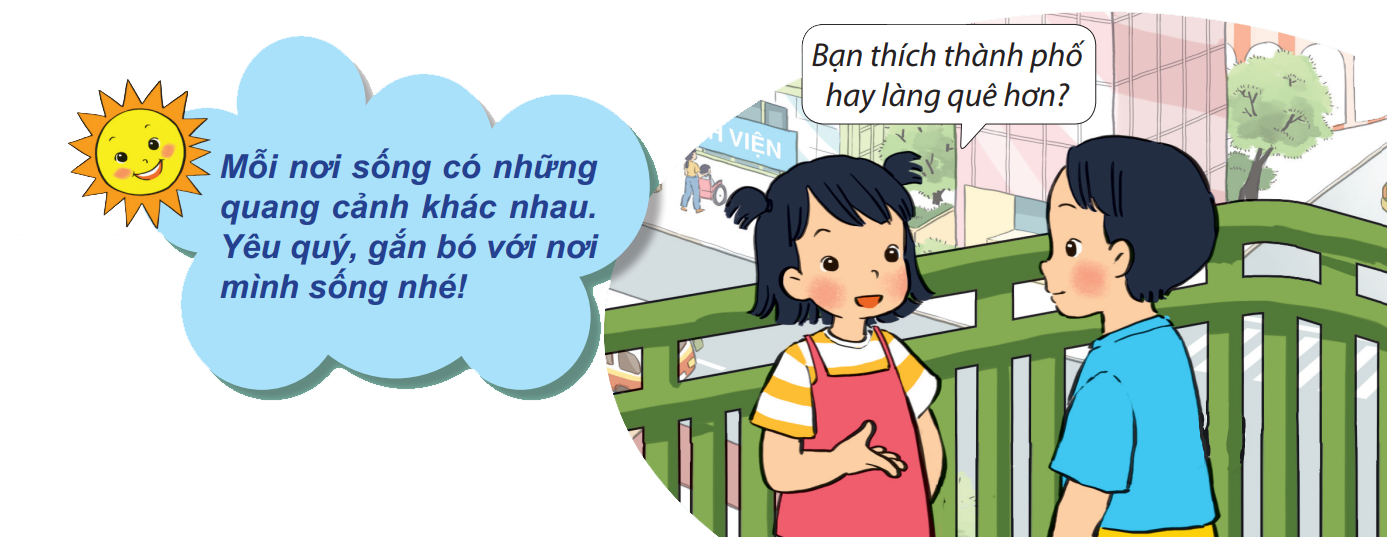 Mỗi nơi sống có những
quang cảnh khác nhau.
Yêu quý, gắn bó với nơi
mình sống nhé!
Bạn thích thành phố
hay làng quê hơn?
VIỆN